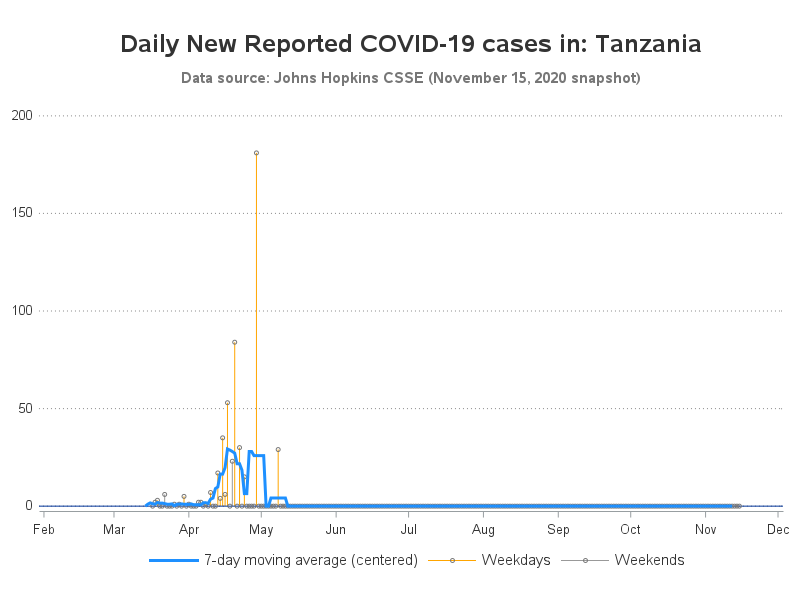 Daily New Reported COVID-19 cases in: Tanzania
Data source: Johns Hopkins CSSE (November 15, 2020 snapshot)
200
150
100
50
0
Feb Mar Apr May Jun Jul Aug Sep Oct Nov Dec
7-day moving average (centered) Weekdays Weekends